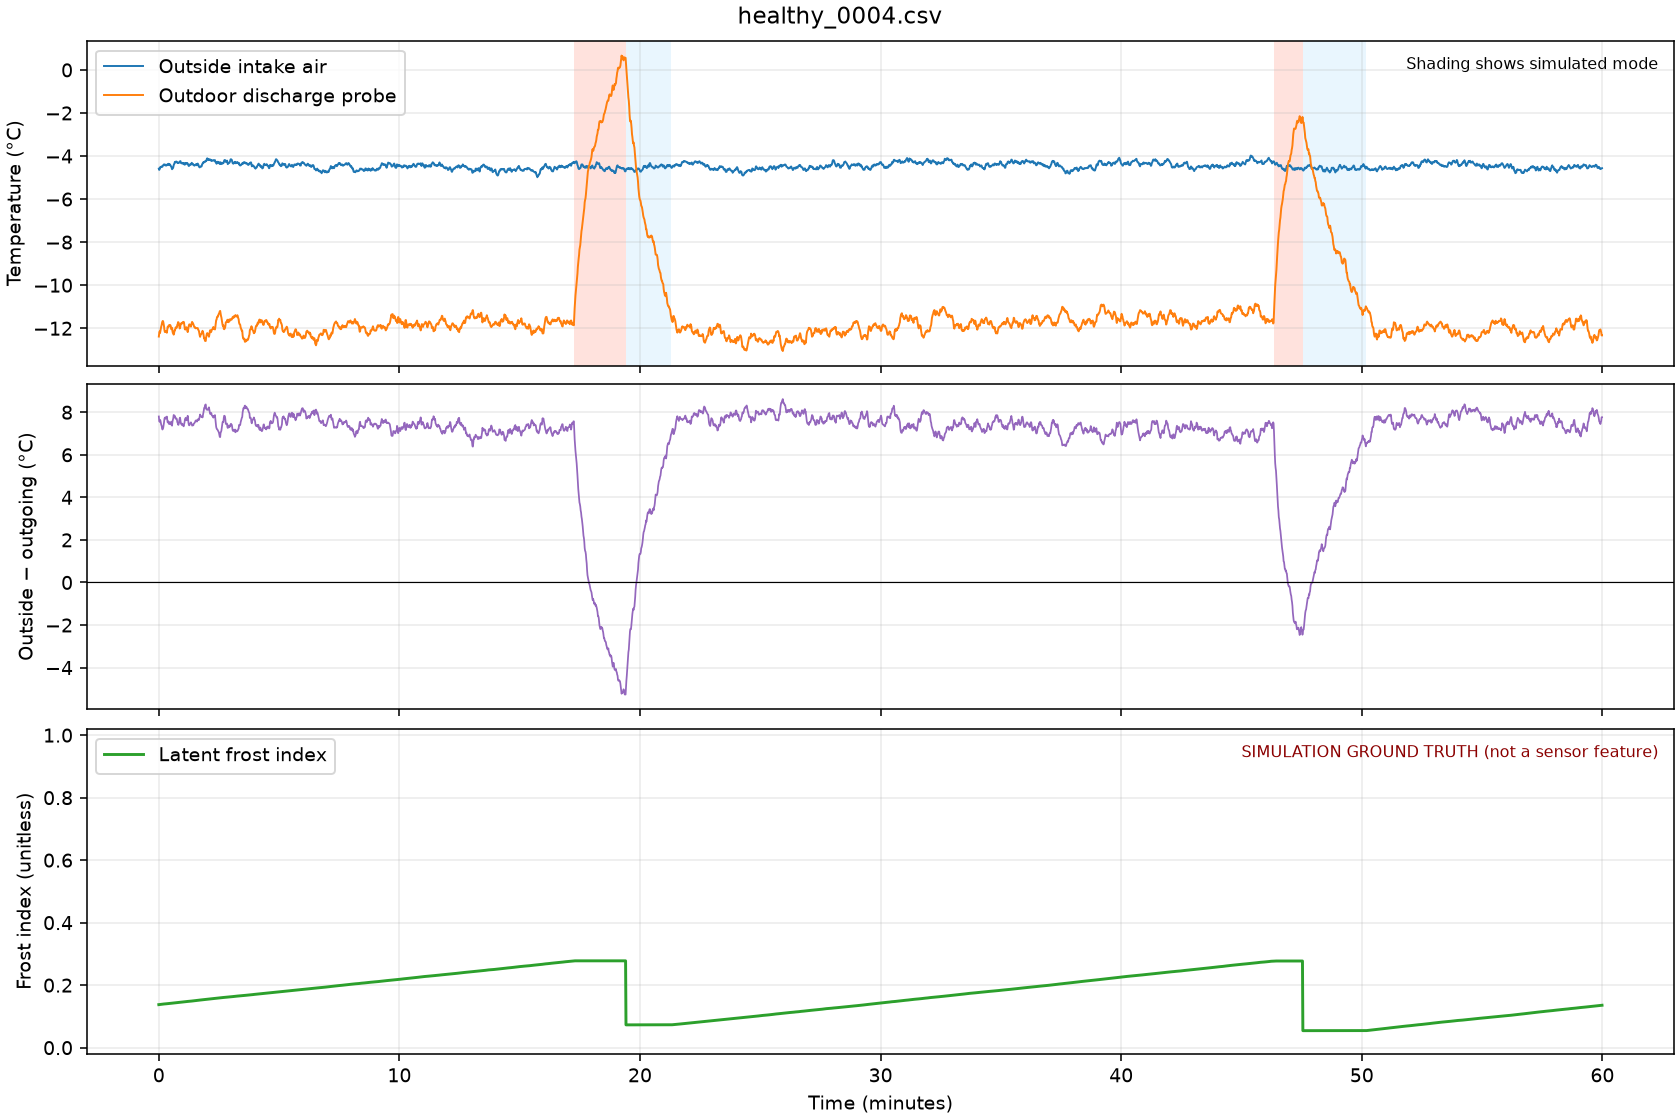 healthy_0004.csv
Outside intake air
Outdoor discharge probe
Shading shows simulated mode
Temperature (°C)
0
−2
−4
−6
−8
−10
−12
Outside − outgoing (°C)
8
6
4
2
0
−2
−4
Latent frost index
SIMULATION GROUND TRUTH (not a sensor feature)
Frost index (unitless)
1.0
0.8
0.6
0.4
0.2
0.0
0 10 20 30 40 50 60
Time (minutes)